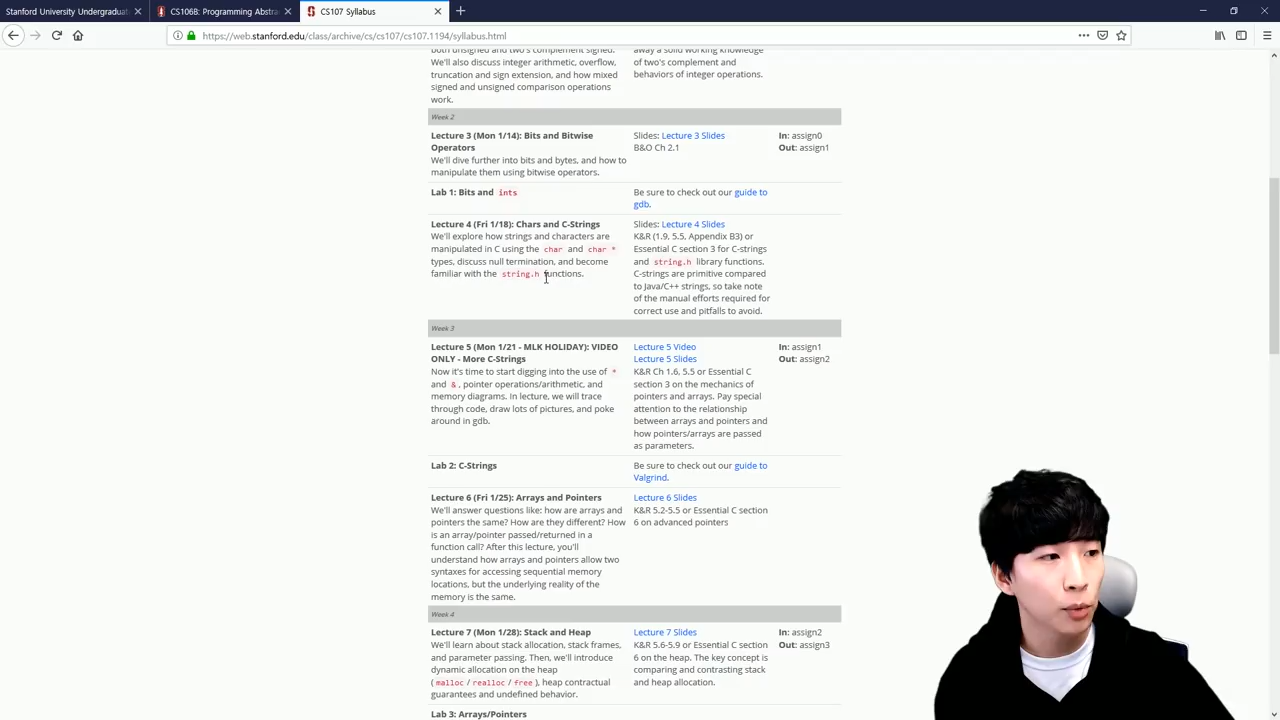 Stanford University Undergradua
CS106B: Programming Abstra
CS107 Syllabus
https://web.stanford.edu/class/archive/cs/cs107.1194/syllabus.html
both unsigned and two's complement signed.
We'll also discuss integer arithmetic, overflow,
truncation and sign extension, and how mixed
signed and unsigned comparison operations
work.
away a solid working knowledge
of two's complement and
behaviors of integer operations.
Week 2
Lecture 3 (Mon 1/14): Bits and Bitwise
Operators
We'll dive further into bits and bytes, and how to
manipulate them using bitwise operators.
Slides: Lecture 3 Slides
B&O Ch 2.1
In: assign0
Out: assign1
Lab 1: Bits and ints
Be sure to check out our guide to
gdb.
Lecture 4 (Fri 1/18): Chars and C-Strings
We'll explore how strings and characters are
manipulated in C using the char and char *
types, discuss null termination, and become
familiar with the string.h functions.
Slides: Lecture 4 Slides
K&R (1.9, 5.5, Appendix B3) or
Essential C section 3 for C-strings
and string.h library functions.
C-strings are primitive compared
to Java/C++ strings, so take note
of the manual efforts required for
correct use and pitfalls to avoid.
Week 3
Lecture 5 (Mon 1/21 - MLK HOLIDAY): VIDEO
ONLY - More C-Strings
Now it's time to start digging into the use of *
and &, pointer operations/arithmetic, and
memory diagrams. In lecture, we will trace
through code, draw lots of pictures, and poke
around in gdb.
Lecture 5 Video
Lecture 5 Slides
K&R Ch 1.6, 5.5 or Essential C
section 3 on the mechanics of
pointers and arrays. Pay special
attention to the relationship
between arrays and pointers and
how pointers/arrays are passed
as parameters.
In: assign1
Out: assign2
Lab 2: C-Strings
Be sure to check out our guide to
Valgrind.
Lecture 6 (Fri 1/25): Arrays and Pointers
We'll answer questions like: how are arrays and
pointers the same? How are they different? How
is an array/pointer passed/returned in a
function call? After this lecture, you'll
understand how arrays and pointers allow two
syntaxes for accessing sequential memory
locations, but the underlying reality of the
memory is the same.
Lecture 6 Slides
K&R 5.2-5.5 or Essential C section
6 on advanced pointers
Week 4
Lecture 7 (Mon 1/28): Stack and Heap
We'll learn about stack allocation, stack frames,
and parameter passing. Then, we'll introduce
dynamic allocation on the heap
(malloc / realloc / free), heap contractual
guarantees and undefined behavior.
Lecture 7 Slides
K&R 5.6-5.9 or Essential C section
6 on the heap. The key concept is
comparing and contrasting stack
and heap allocation.
In: assign2
Out: assign3
Lab 3: Arrays/Pointers